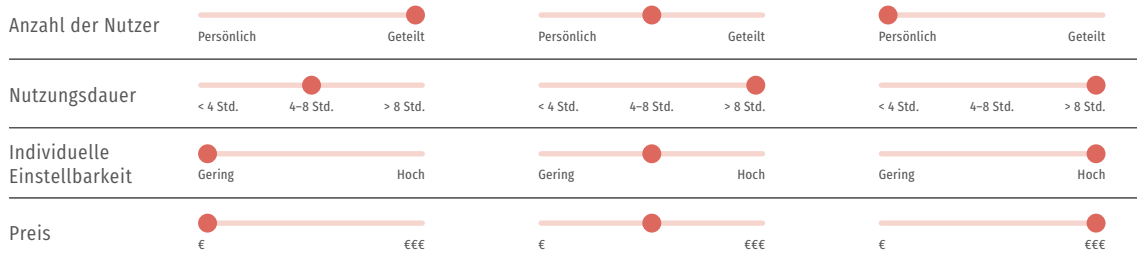 Anzahl der Nutzer
Persönlich Geteilt Persönlich Geteilt Persönlich Geteilt
Nutzungsdauer
< 4 Std. 4–8 Std. > 8 Std. < 4 Std. 4–8 Std. > 8 Std. < 4 Std. 4–8 Std. > 8 Std.
Individuelle
Einstellbarkeit
Gering Hoch Gering Hoch Gering Hoch
Preis
€ €€€ € €€€ € €€€